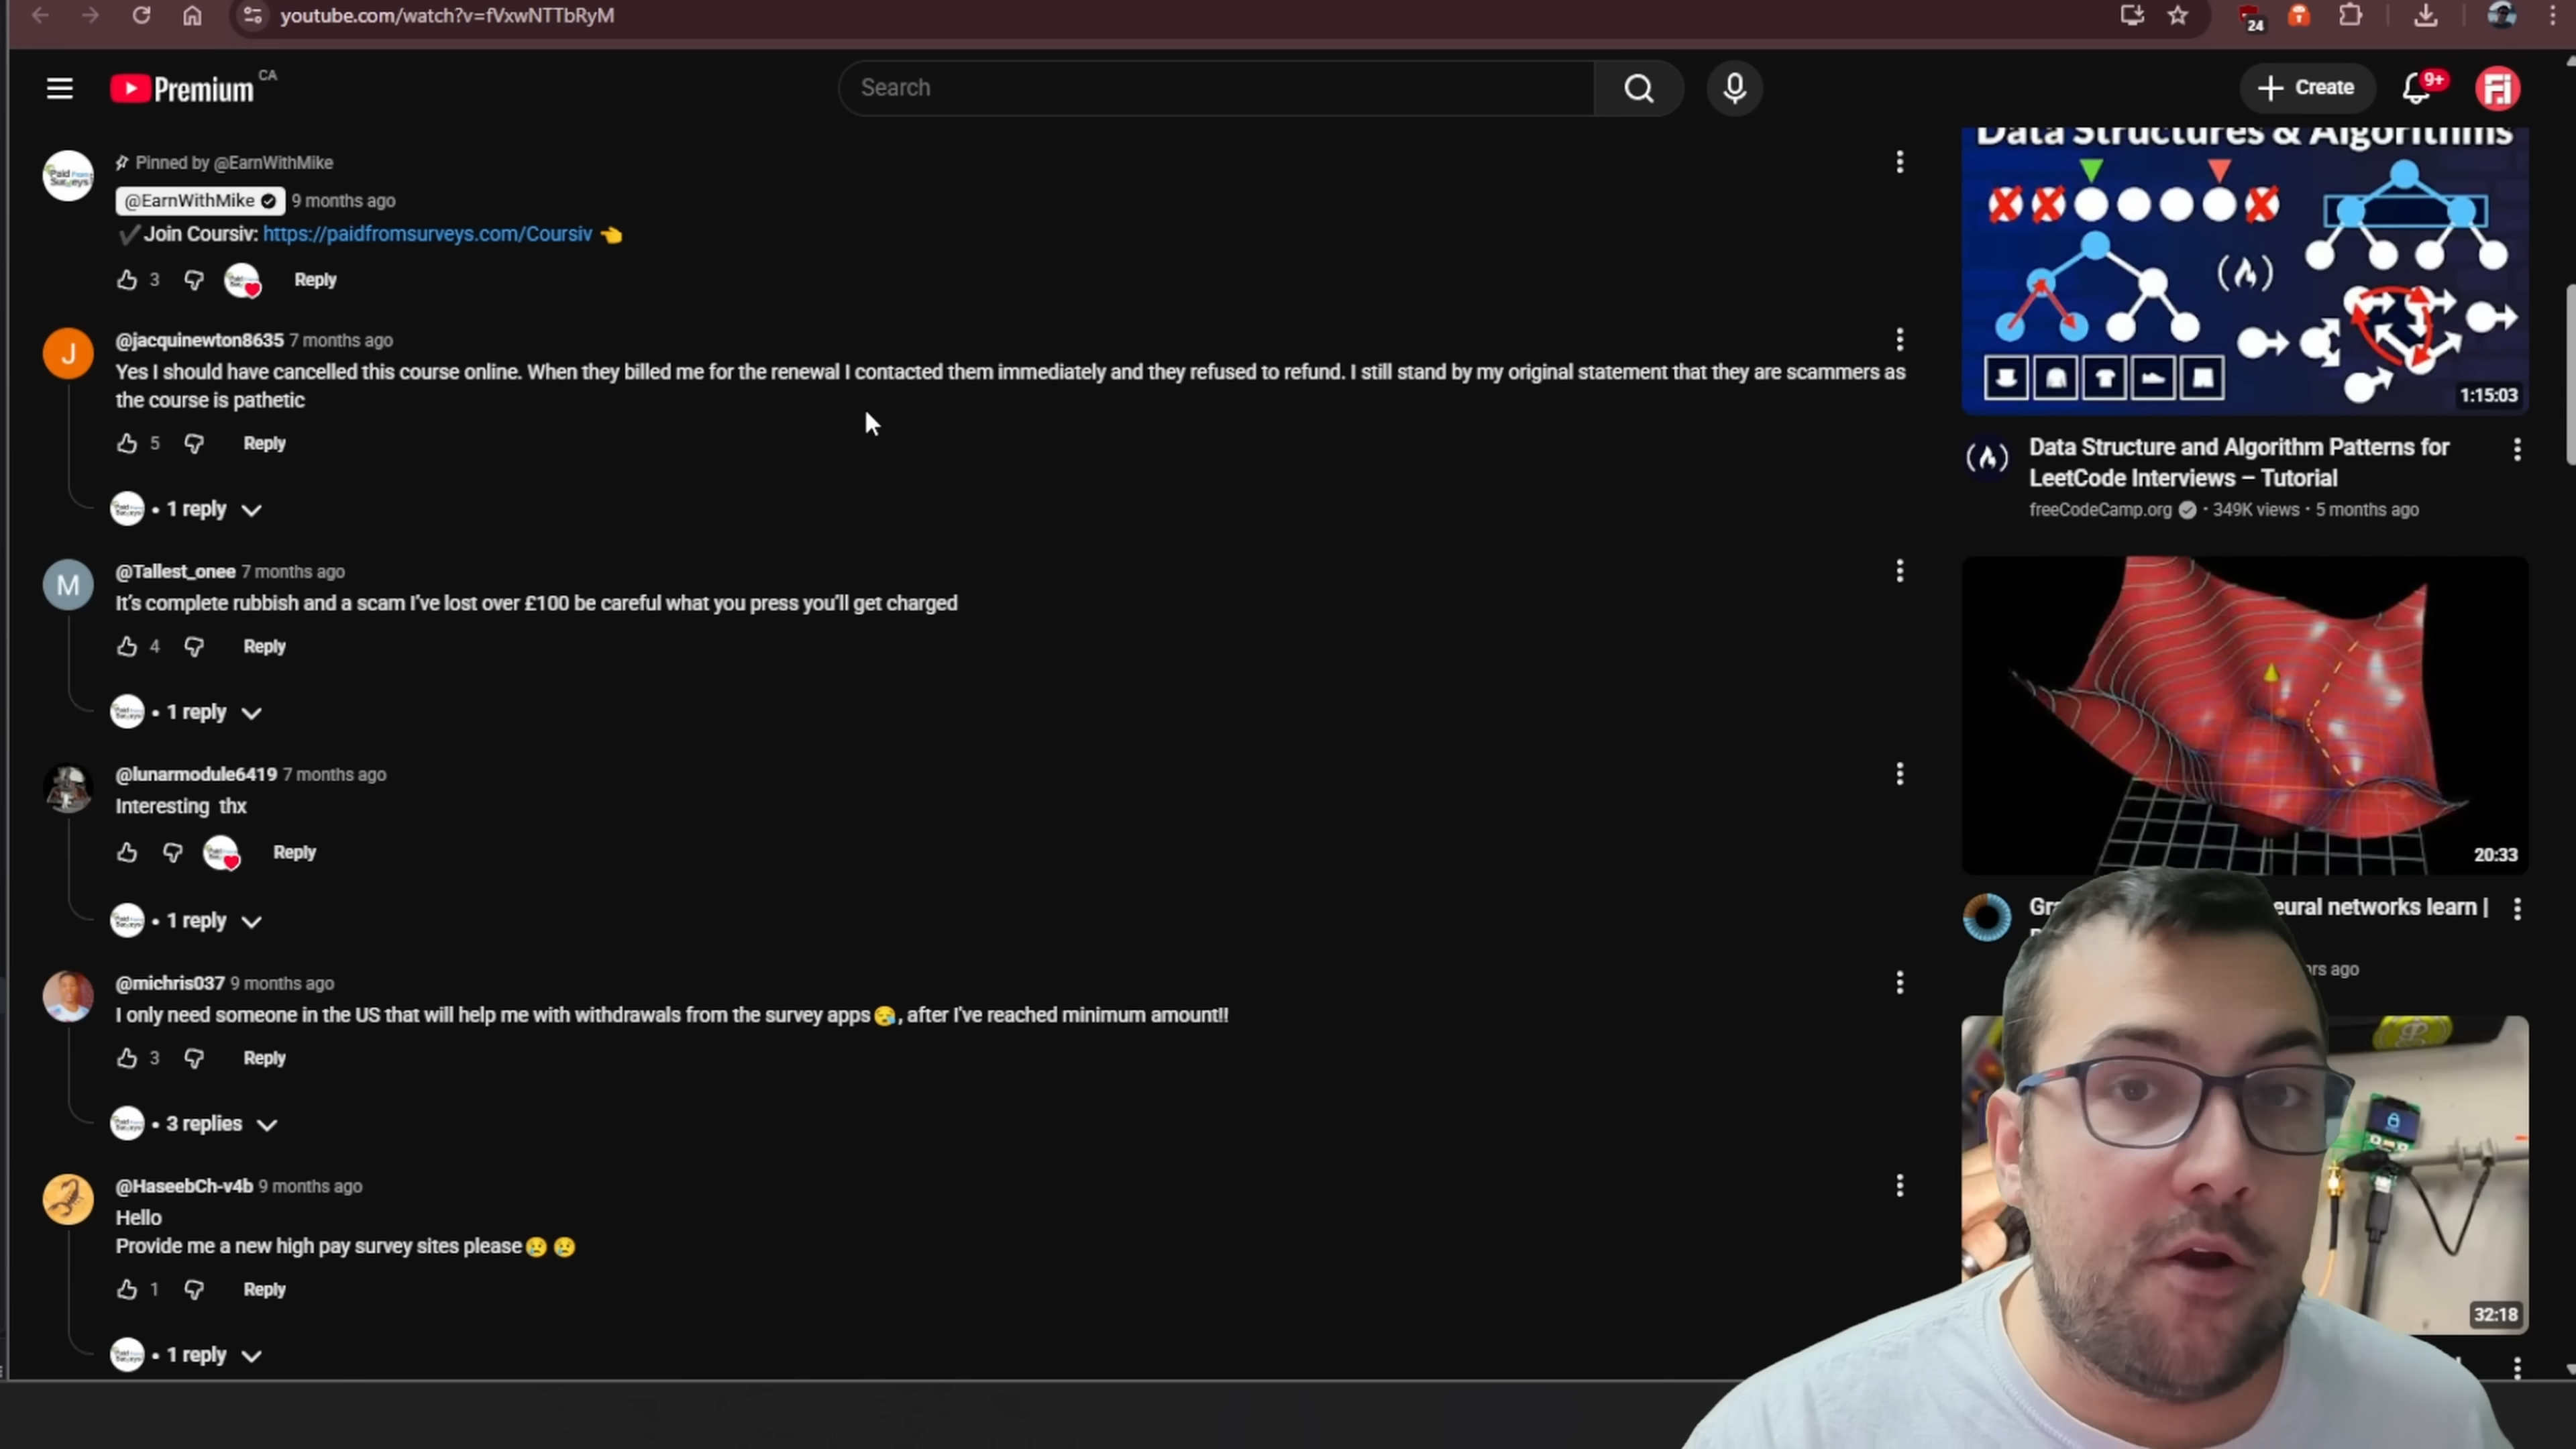 youtube.com/watch?v=fVxwNTTbRyM
24
Premium
CA
Search
Create
9+
Pinned by @EarnWithMike
@EarnWithMike 9 months ago
✔️Join Coursiv: https://paidfromsurveys.com/Coursiv 👈
3
Reply
J
@jacquinewton8635 7 months ago
Yes I should have cancelled this course online. When they billed me for the renewal I contacted them immediately and they refused to refund. I still stand by my original statement that they are scammers as
the course is pathetic
5
Reply
• 1 reply
M
@Tallest_onee 7 months ago
It's complete rubbish and a scam I've lost over £100 be careful what you press you'll get charged
4
Reply
• 1 reply
@lunarmodule6419 7 months ago
Interesting thx
Reply
• 1 reply
@michris037 9 months ago
I only need someone in the US that will help me with withdrawals from the survey apps😪, after I've reached minimum amount!!
3
Reply
• 3 replies
@HaseebCh-v4b 9 months ago
Hello
Provide me a new high pay survey sites please😢 😢
1
Reply
• 1 reply
Data Structures & Algorithms
1:15:03
Data Structure and Algorithm Patterns for
LeetCode Interviews – Tutorial
freeCodeCamp.org • 349K views • 5 months ago
20:33
eural networks learn |
ago
32:18